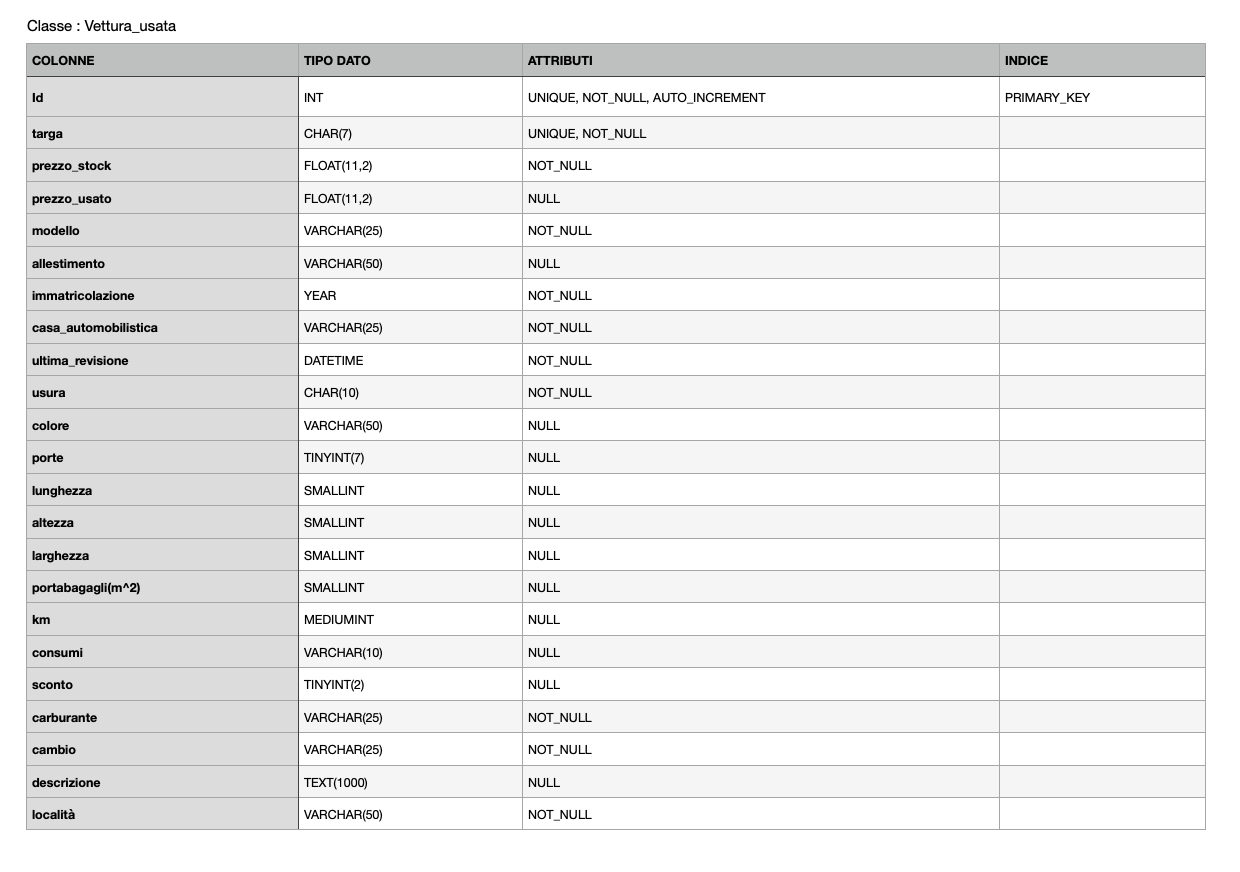 Classe : Vettura_usata
COLONNE TIPO DATO ATTRIBUTI INDICE
Id INT UNIQUE, NOT_NULL, AUTO_INCREMENT PRIMARY_KEY
targa CHAR(7) UNIQUE, NOT_NULL
prezzo_stock FLOAT(11,2) NOT_NULL
prezzo_usato FLOAT(11,2) NULL
modello VARCHAR(25) NOT_NULL
allestimento VARCHAR(50) NULL
immatricolazione YEAR NOT_NULL
casa_automobilistica VARCHAR(25) NOT_NULL
ultima_revisione DATETIME NOT_NULL
usura CHAR(10) NOT_NULL
colore VARCHAR(50) NULL
porte TINYINT(7) NULL
lunghezza SMALLINT NULL
altezza SMALLINT NULL
larghezza SMALLINT NULL
portabagagli(m^2) SMALLINT NULL
km MEDIUMINT NULL
consumi VARCHAR(10) NULL
sconto TINYINT(2) NULL
carburante VARCHAR(25) NOT_NULL
cambio VARCHAR(25) NOT_NULL
descrizione TEXT(1000) NULL
località VARCHAR(50) NOT_NULL